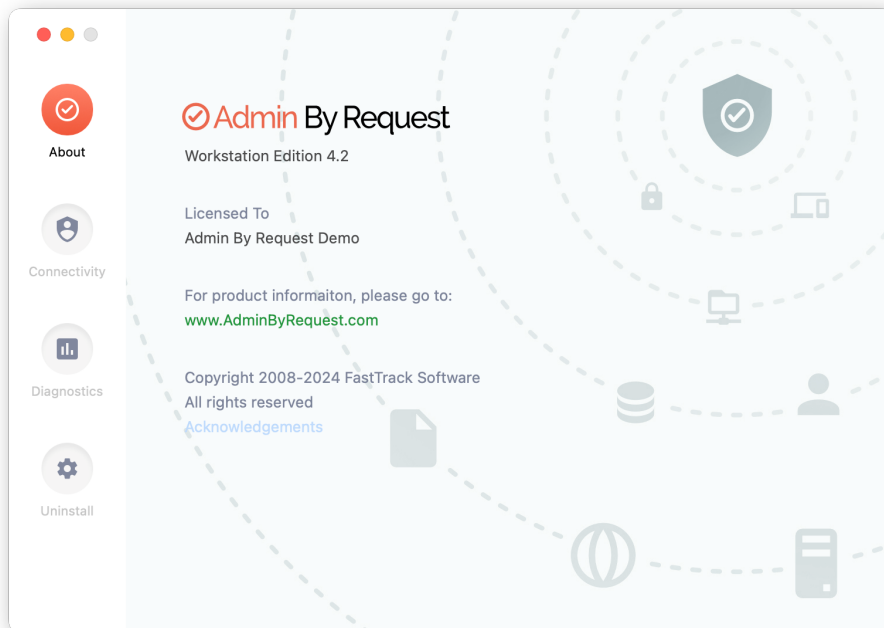 About
Connectivity
Diagnostics
Uninstall
Admin By Request
Workstation Edition 4.2
Licensed To
Admin By Request Demo
For product informaiton, please go to:
www.AdminByRequest.com
Copyright 2008-2024 FastTrack Software
All rights reserved
Acknowledgements